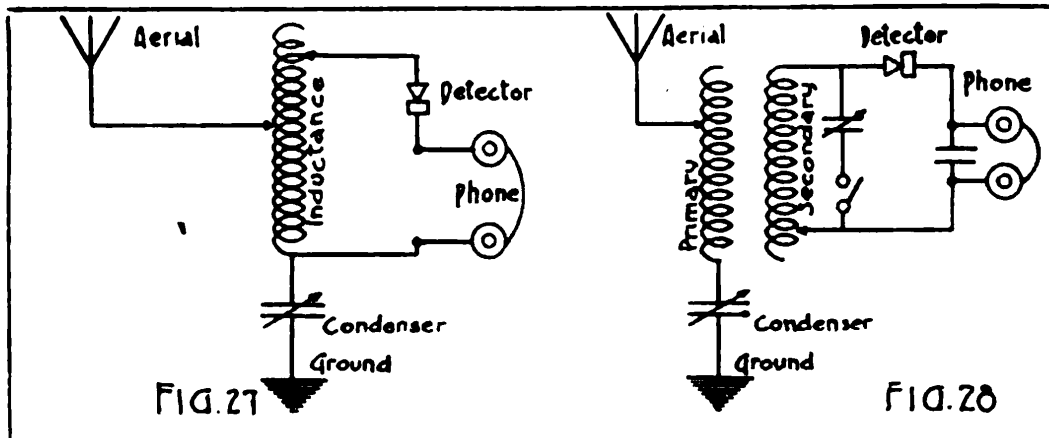 Aerial
Inductance
Detector
Phone
Condenser
Ground
FIG.27
Aerial
Primary
Secondary
Detector
Phone
Condenser
Ground
FIG.28